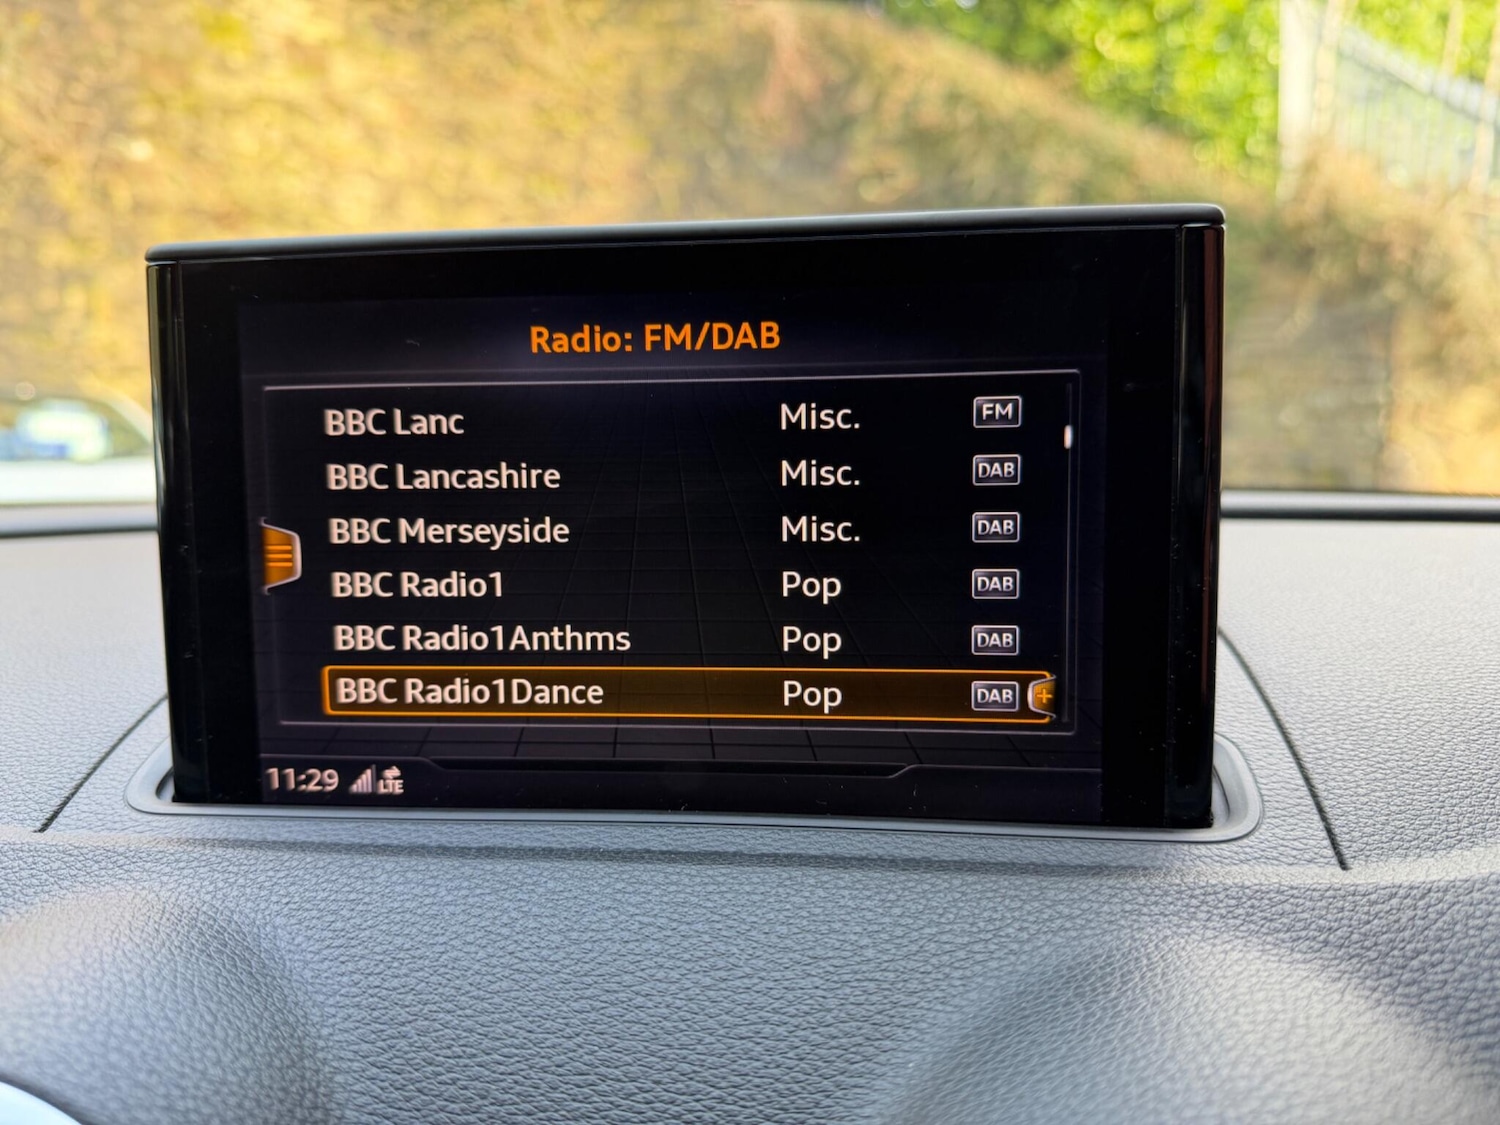 Radio: FM/DAB
BBC Lanc Misc. FM
BBC Lancashire Misc. DAB
BBC Merseyside Misc. DAB
BBC Radio1 Pop DAB
BBC Radio1Anthms Pop DAB
BBC Radio1Dance Pop DAB +
11:29 LTE